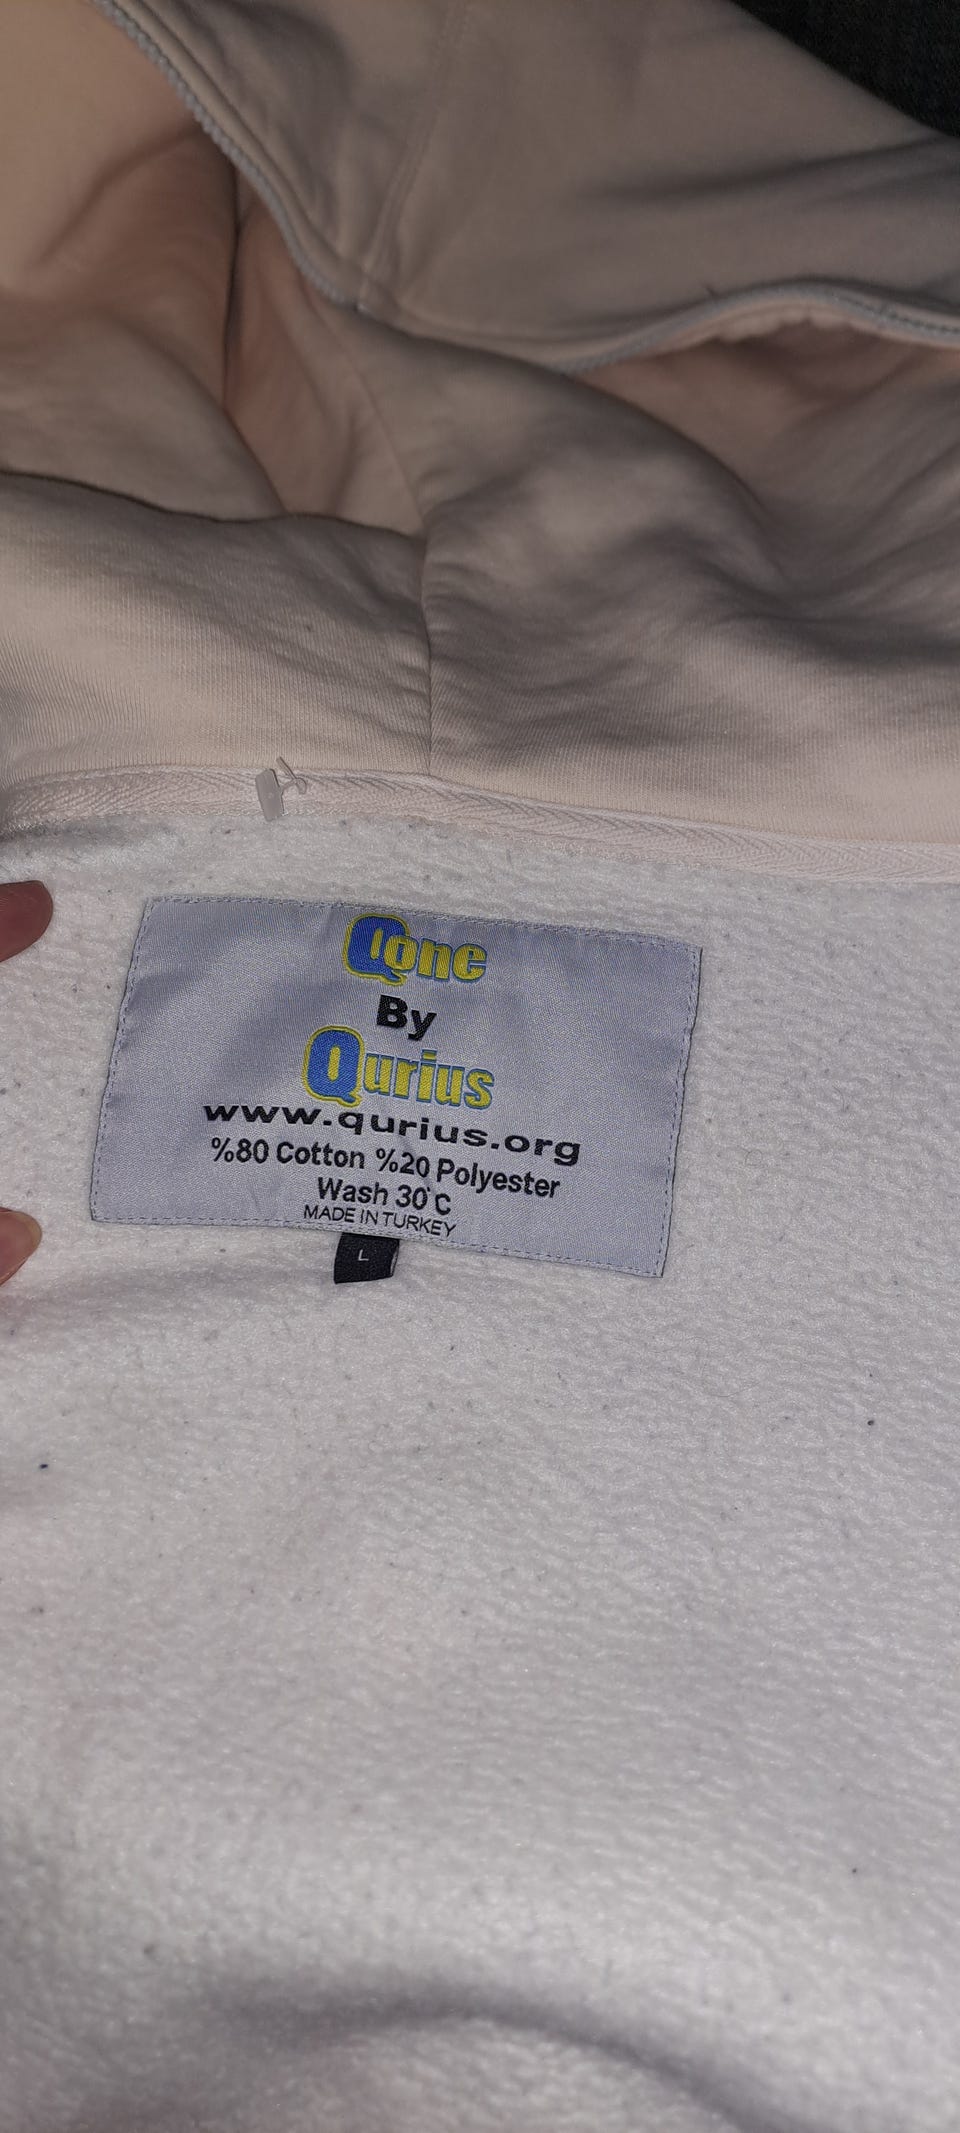 Qone
By
Qurius
www.qurius.org
%80 Cotton %20 Polyester
Wash 30°C
MADE IN TURKEY
L